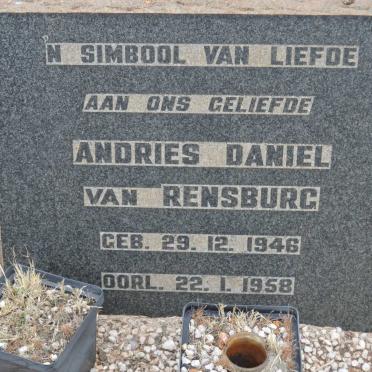 'N SIMBOOL VAN LIEFDE
AAN ONS GELIEFDE
ANDRIES DANIEL
VAN RENSBURG
GEB. 29. 12. 1946
OORL. 22. 1. 1958